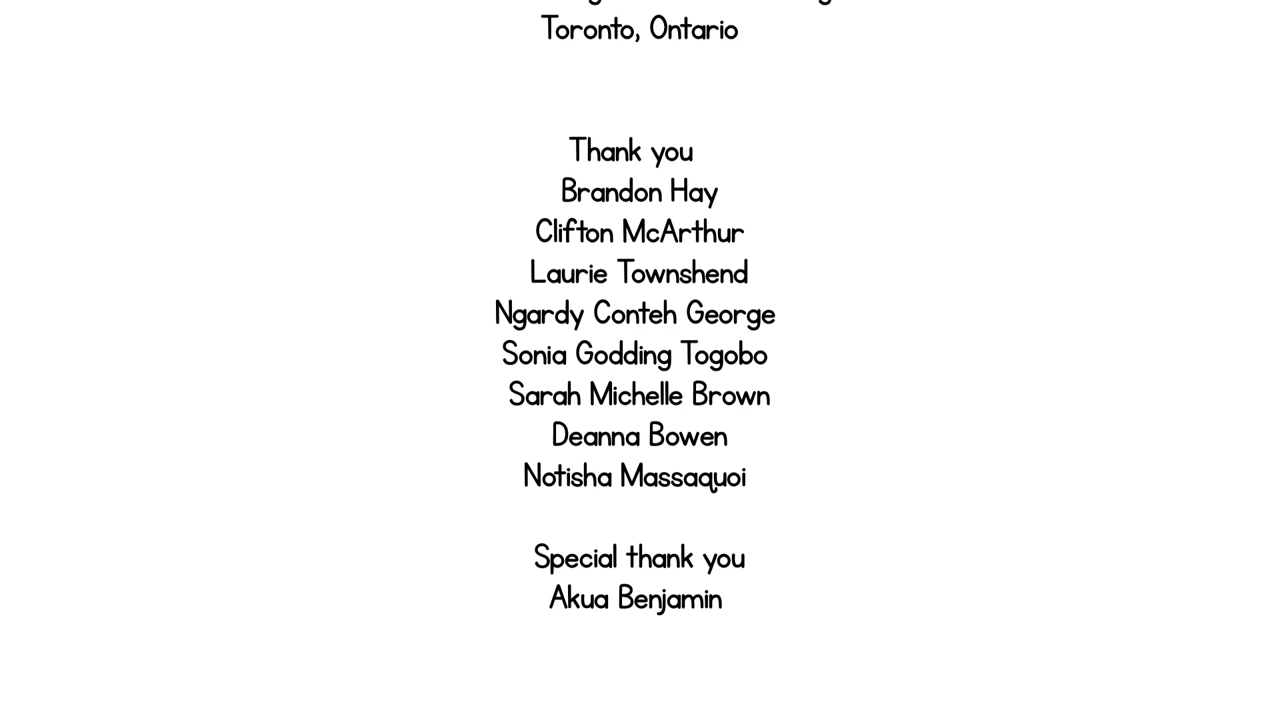 Toronto, Ontario
Thank you
Brandon Hay
Clifton McArthur
Laurie Townshend
Ngardy Conteh George
Sonia Godding Togobo
Sarah Michelle Brown
Deanna Bowen
Notisha Massaquoi
Special thank you
Akua Benjamin